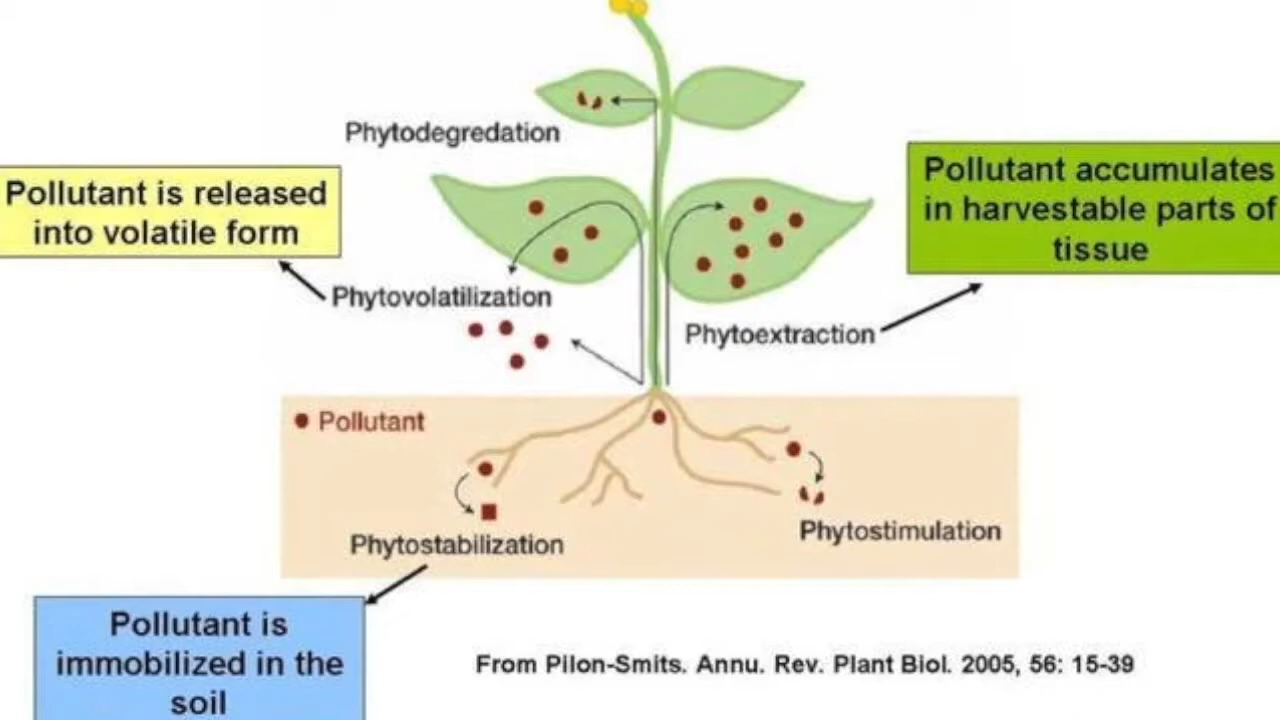 Phytodegredation
Pollutant is released
into volatile form
Pollutant accumulates
in harvestable parts of
tissue
Phytovolatilization
Phytoextraction
Pollutant
Phytostabilization
Phytostimulation
Pollutant is
immobilized in the
soil
From Pilon-Smits. Annu. Rev. Plant Biol. 2005, 56: 15-39